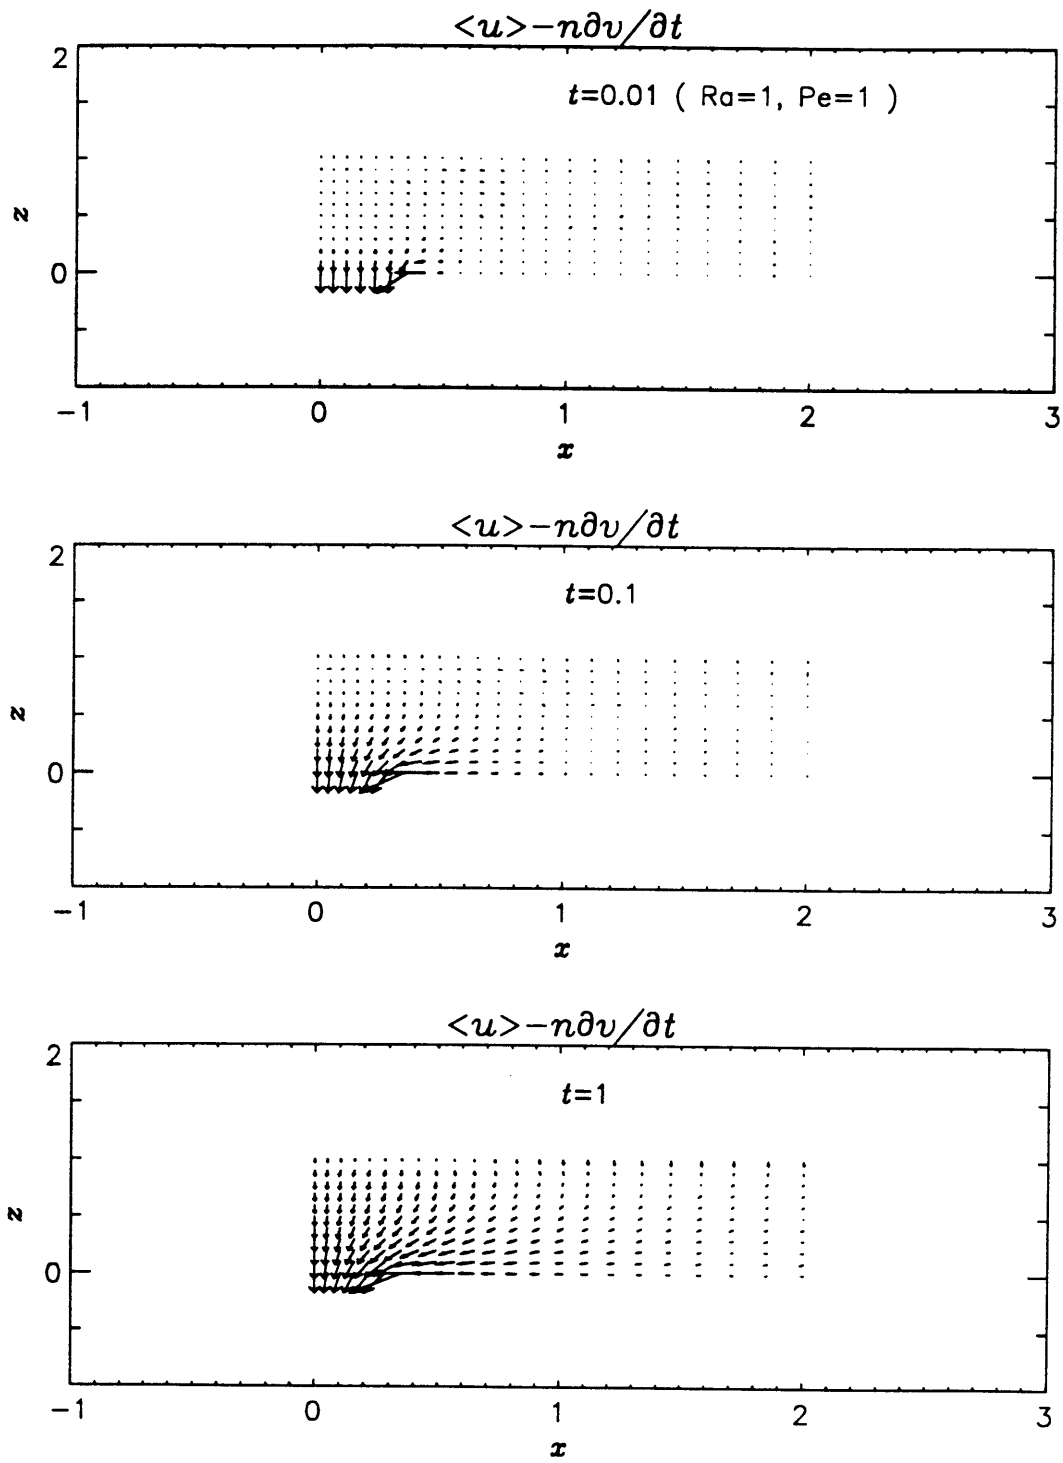 <u>−n∂v/∂t
2
t=0.01 ( Ra=1, Pe=1 )
z
0
−1 0 1 2 3
x
<u>−n∂v/∂t
2
t=0.1
z
0
−1 0 1 2 3
x
<u>−n∂v/∂t
2
t=1
z
0
−1 0 1 2 3
x